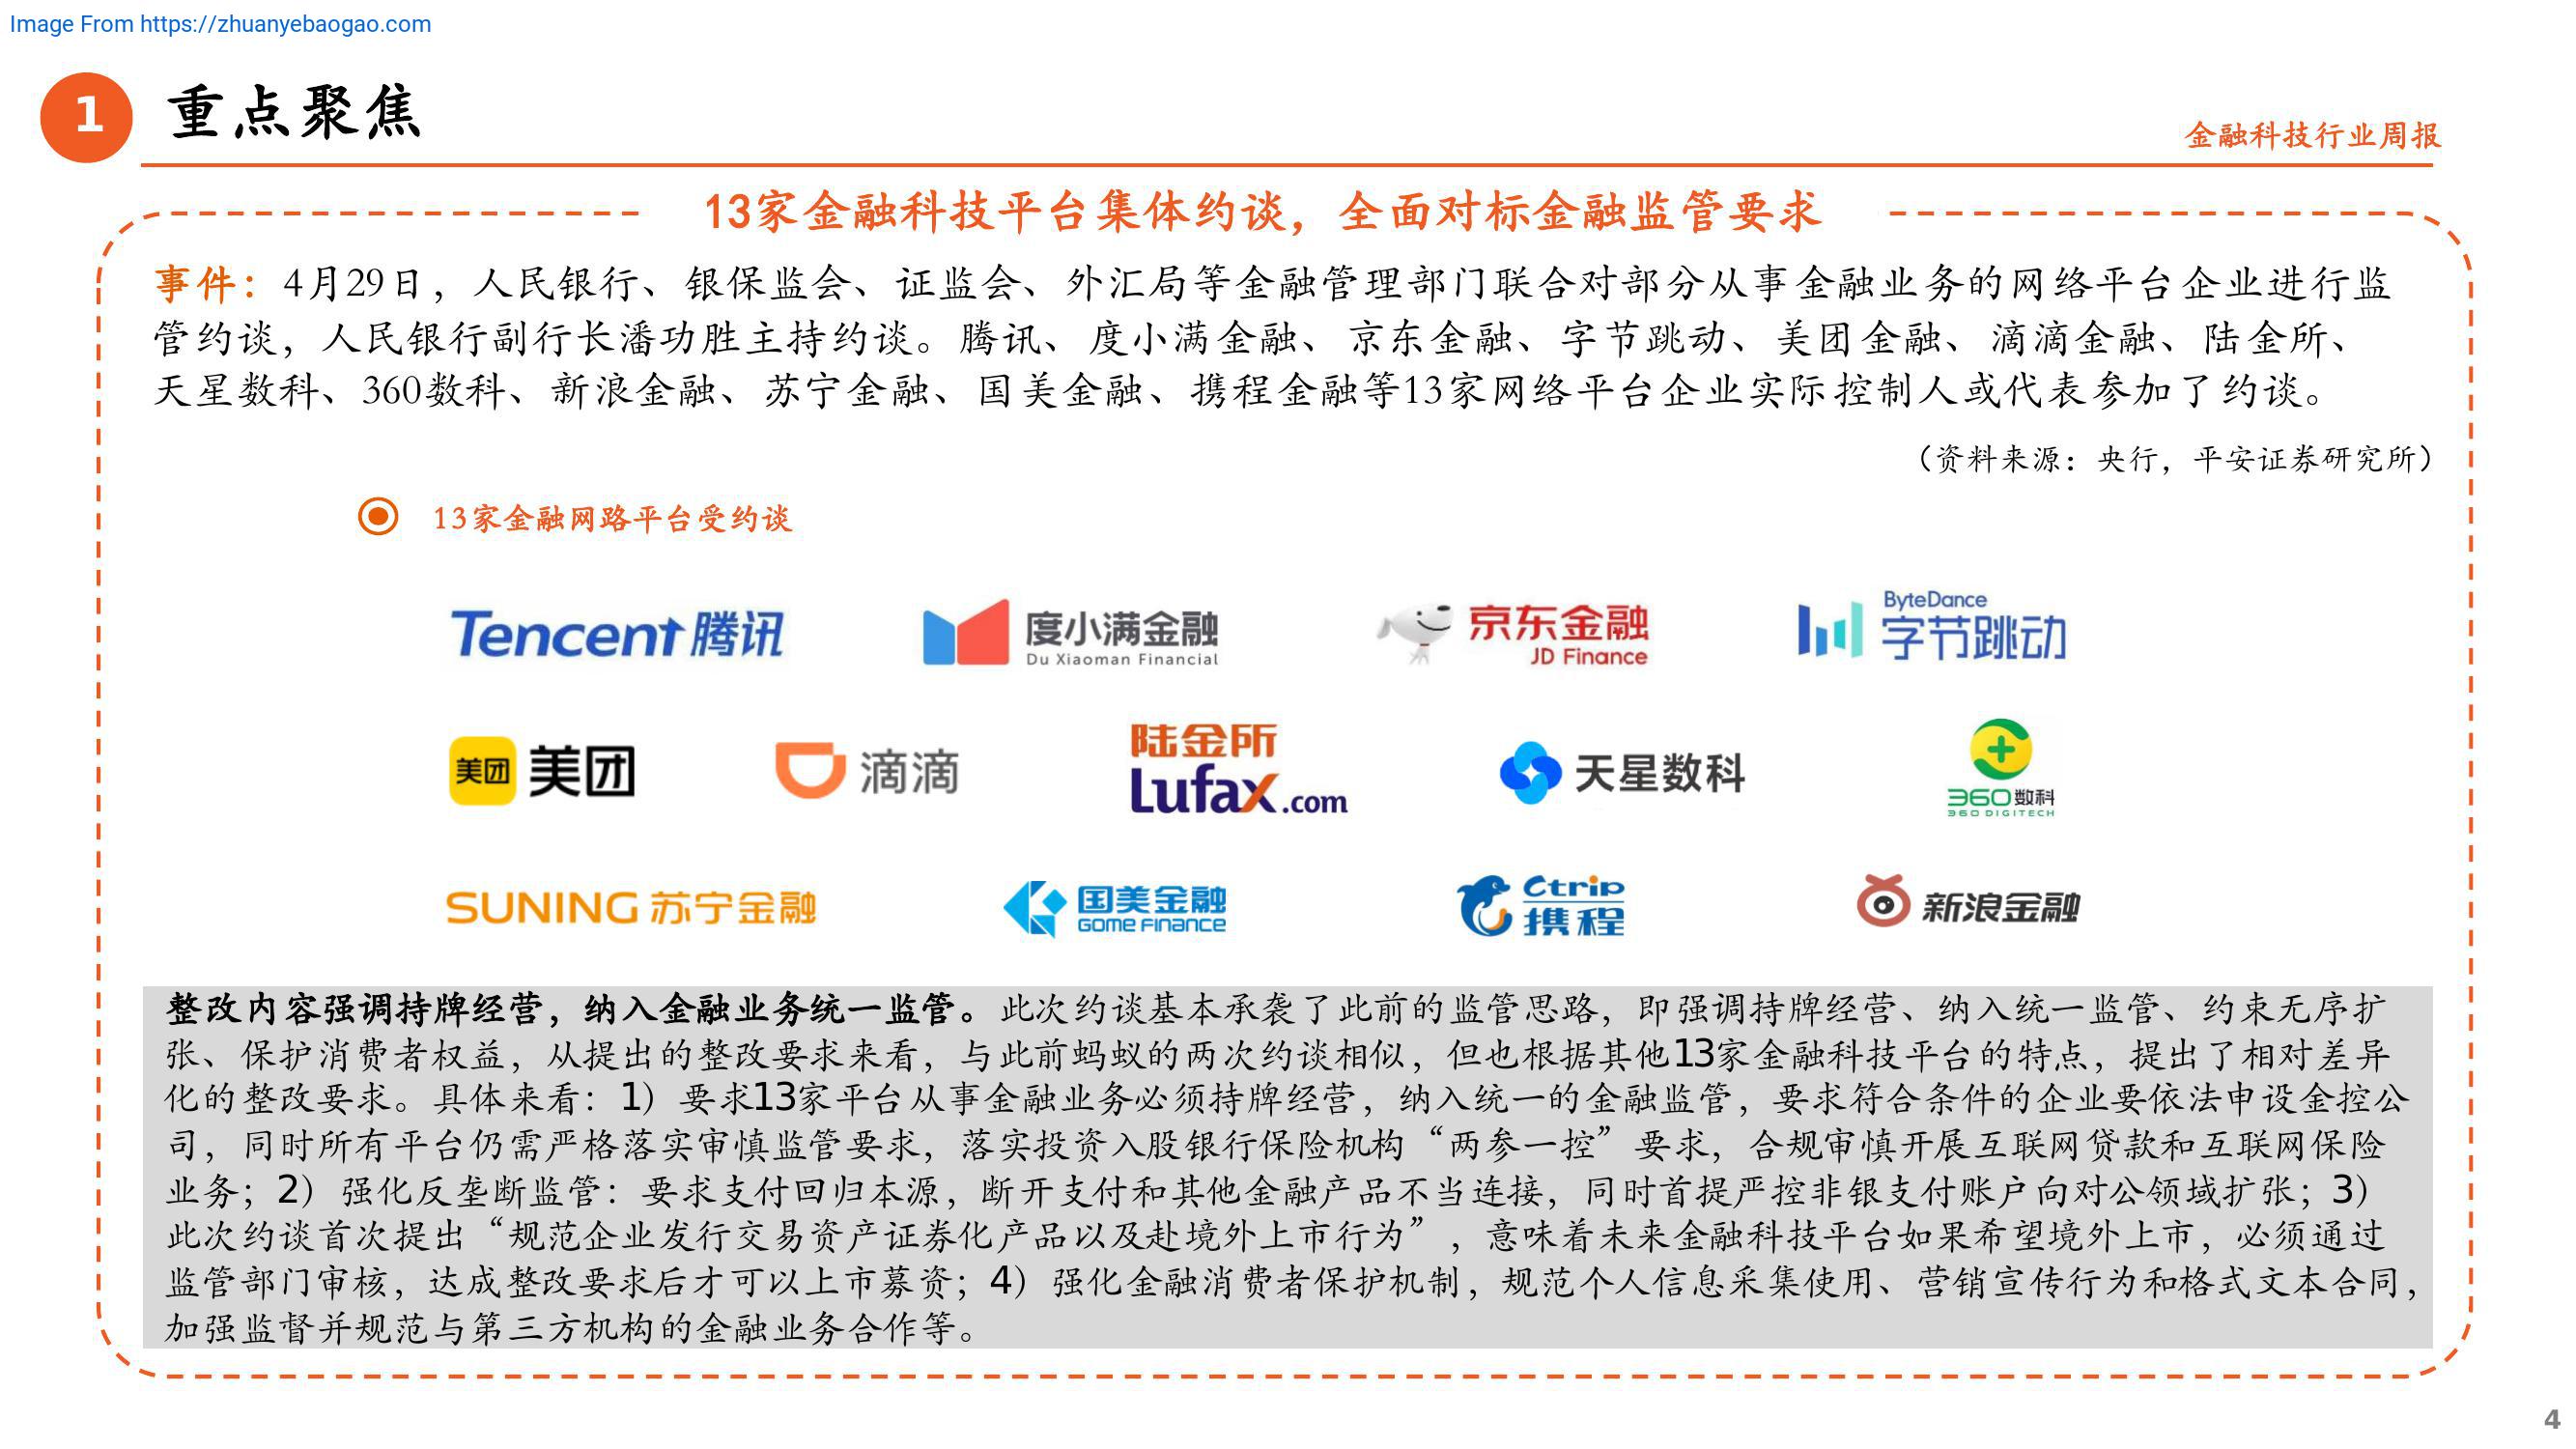 Image From https://zhuanyebaogao.com
1
重点聚焦
金融科技行业周报
13家金融科技平台集体约谈，全面对标金融监管要求
事件：4月29日，人民银行、银保监会、证监会、外汇局等金融管理部门联合对部分从事金融业务的网络平台企业进行监
管约谈，人民银行副行长潘功胜主持约谈。腾讯、度小满金融、京东金融、字节跳动、美团金融、滴滴金融、陆金所、
天星数科、360数科、新浪金融、苏宁金融、国美金融、携程金融等13家网络平台企业实际控制人或代表参加了约谈。
（资料来源：央行，平安证券研究所）
13家金融网路平台受约谈
Tencent 腾讯
度小满金融
Du Xiaoman Financial
京东金融
JD Finance
ByteDance
字节跳动
美团 美团
滴滴
陆金所
Lufax.com
天星数科
360数科
360 DIGITECH
SUNING 苏宁金融
国美金融
GOME FINANCE
Ctrip
携程
新浪金融
整改内容强调持牌经营，纳入金融业务统一监管。此次约谈基本承袭了此前的监管思路，即强调持牌经营、纳入统一监管、约束无序扩
张、保护消费者权益，从提出的整改要求来看，与此前蚂蚁的两次约谈相似，但也根据其他13家金融科技平台的特点，提出了相对差异
化的整改要求。具体来看：1）要求13家平台从事金融业务必须持牌经营，纳入统一的金融监管，要求符合条件的企业要依法申设金控公
司，同时所有平台仍需严格落实审慎监管要求，落实投资入股银行保险机构“两参一控”要求，合规审慎开展互联网贷款和互联网保险
业务；2）强化反垄断监管：要求支付回归本源，断开支付和其他金融产品不当连接，同时首提严控非银支付账户向对公领域扩张；3）
此次约谈首次提出“规范企业发行交易资产证券化产品以及赴境外上市行为”，意味着未来金融科技平台如果希望境外上市，必须通过
监管部门审核，达成整改要求后才可以上市募资；4）强化金融消费者保护机制，规范个人信息采集使用、营销宣传行为和格式文本合同，
加强监督并规范与第三方机构的金融业务合作等。
4